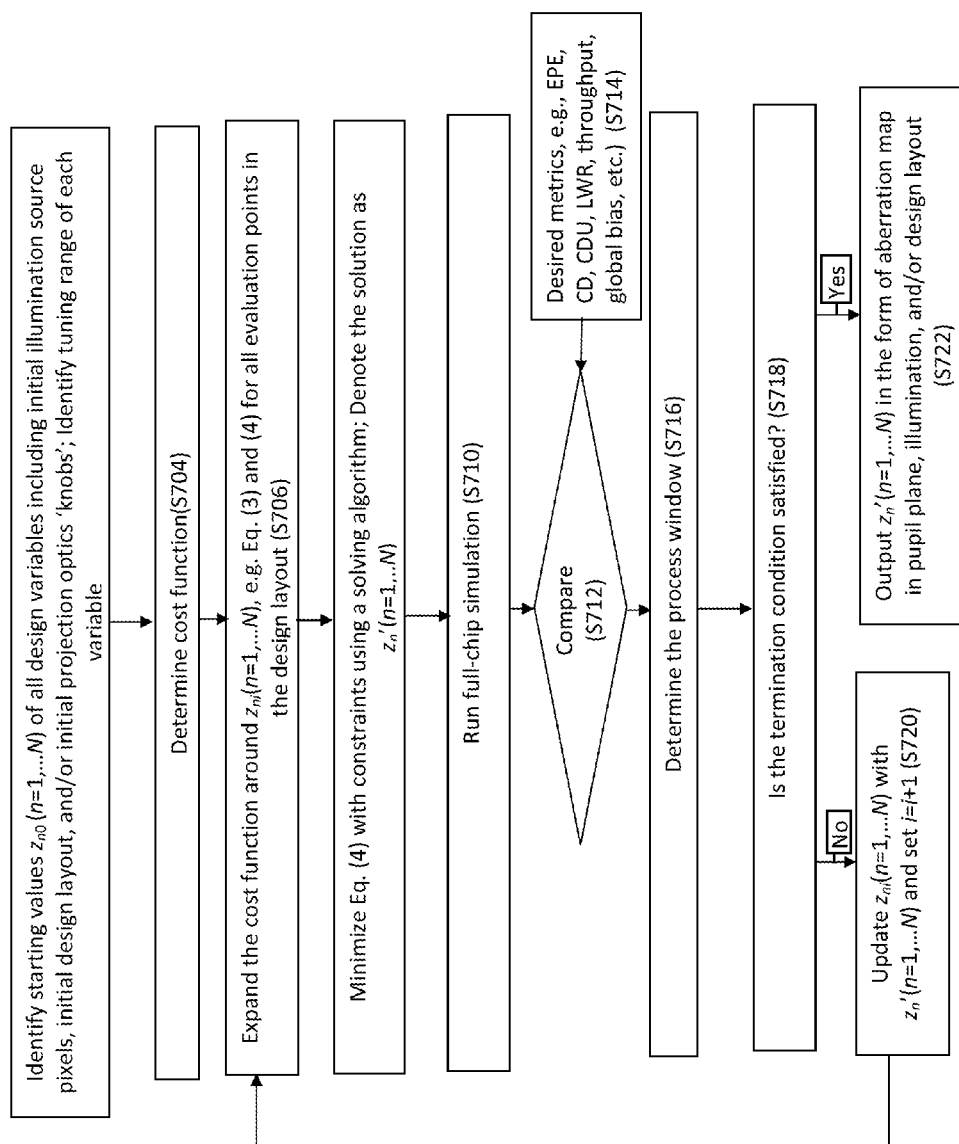 Identify starting values z_{n0} (n=1,...N) of all design variables including initial illumination source
pixels, initial design layout, and/or initial projection optics 'knobs'; Identify tuning range of each
variable
Determine cost function(S704)
Expand the cost function around z_{ni}(n=1,...N), e.g. Eq. (3) and (4) for all evaluation points in
the design layout (S706)
Minimize Eq. (4) with constraints using a solving algorithm; Denote the solution as
z_n'(n=1,...N)
Run full-chip simulation (S710)
Compare
(S712)
Desired metrics, e.g., EPE,
CD, CDU, LWR, throughput,
global bias, etc.) (S714)
Determine the process window (S716)
Is the termination condition satisfied? (S718)
No
Yes
Update z_{ni}(n=1,...N) with
z_n'(n=1,...N) and set i=i+1 (S720)
Output z_n'(n=1,...N) in the form of aberration map
in pupil plane, illumination, and/or design layout
(S722)